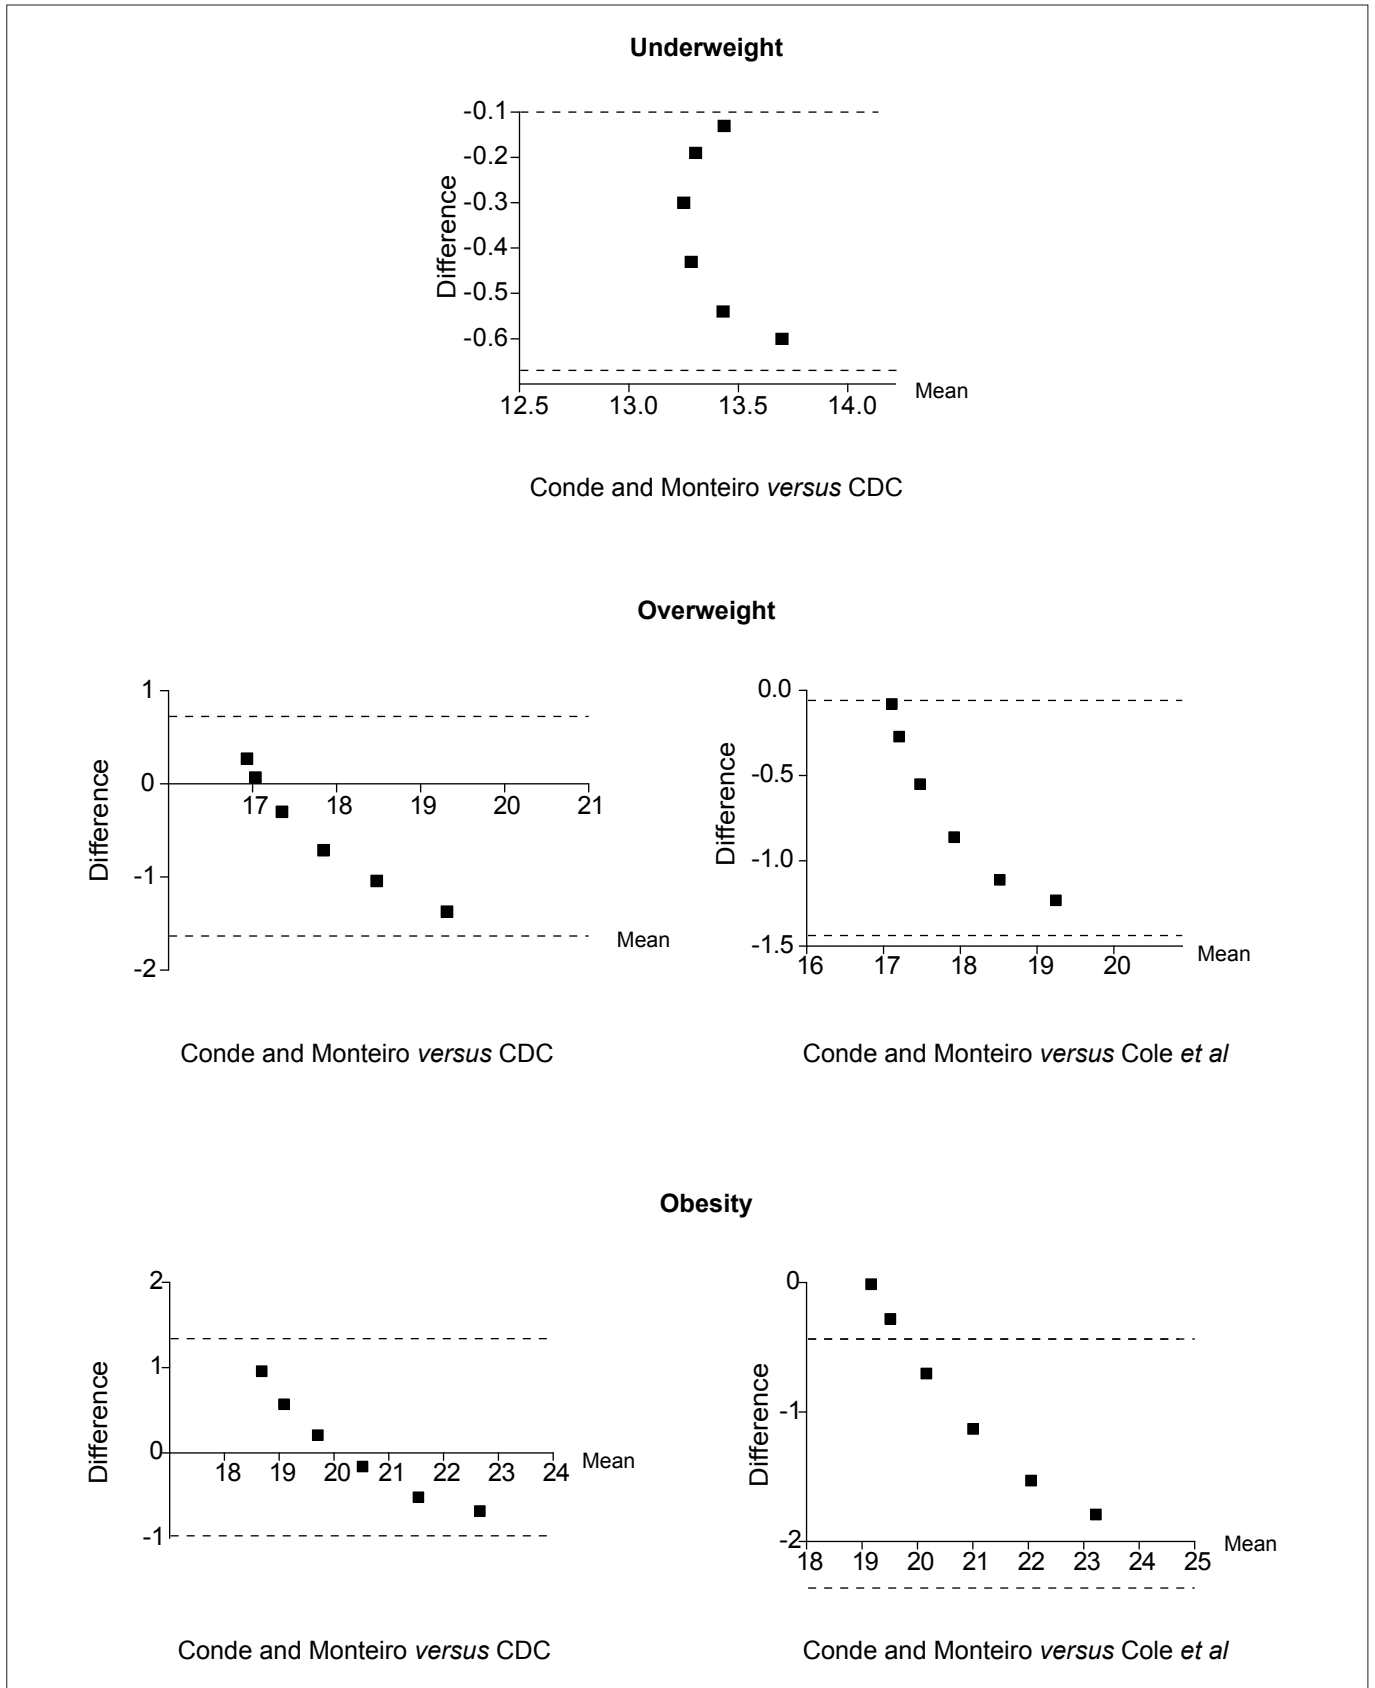 Underweight
-0.1
-0.2
-0.3
-0.4
-0.5
-0.6
Difference
12.5 13.0 13.5 14.0 Mean
Conde and Monteiro versus CDC
Overweight
1
0
-1
-2
Difference
17 18 19 20 21
Mean
Conde and Monteiro versus CDC
0.0
-0.5
-1.0
-1.5
Difference
16 17 18 19 20 Mean
Conde and Monteiro versus Cole et al
Obesity
2
1
0
-1
Difference
18 19 20 21 22 23 24 Mean
Conde and Monteiro versus CDC
0
-1
-2
Difference
18 19 20 21 22 23 24 25 Mean
Conde and Monteiro versus Cole et al